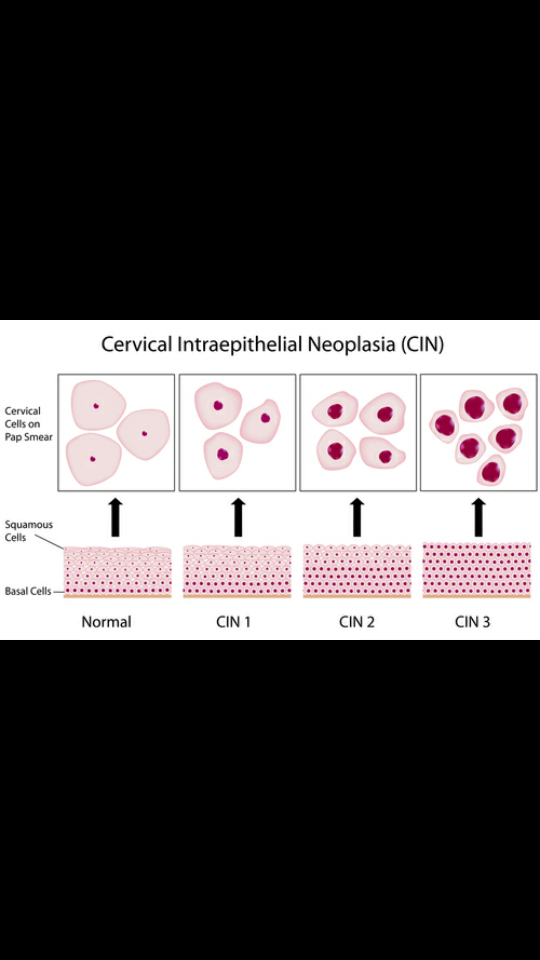 Cervical Intraepithelial Neoplasia (CIN)
Cervical
Cells on
Pap Smear
Squamous
Cells
Basal Cells
Normal
CIN 1
CIN 2
CIN 3